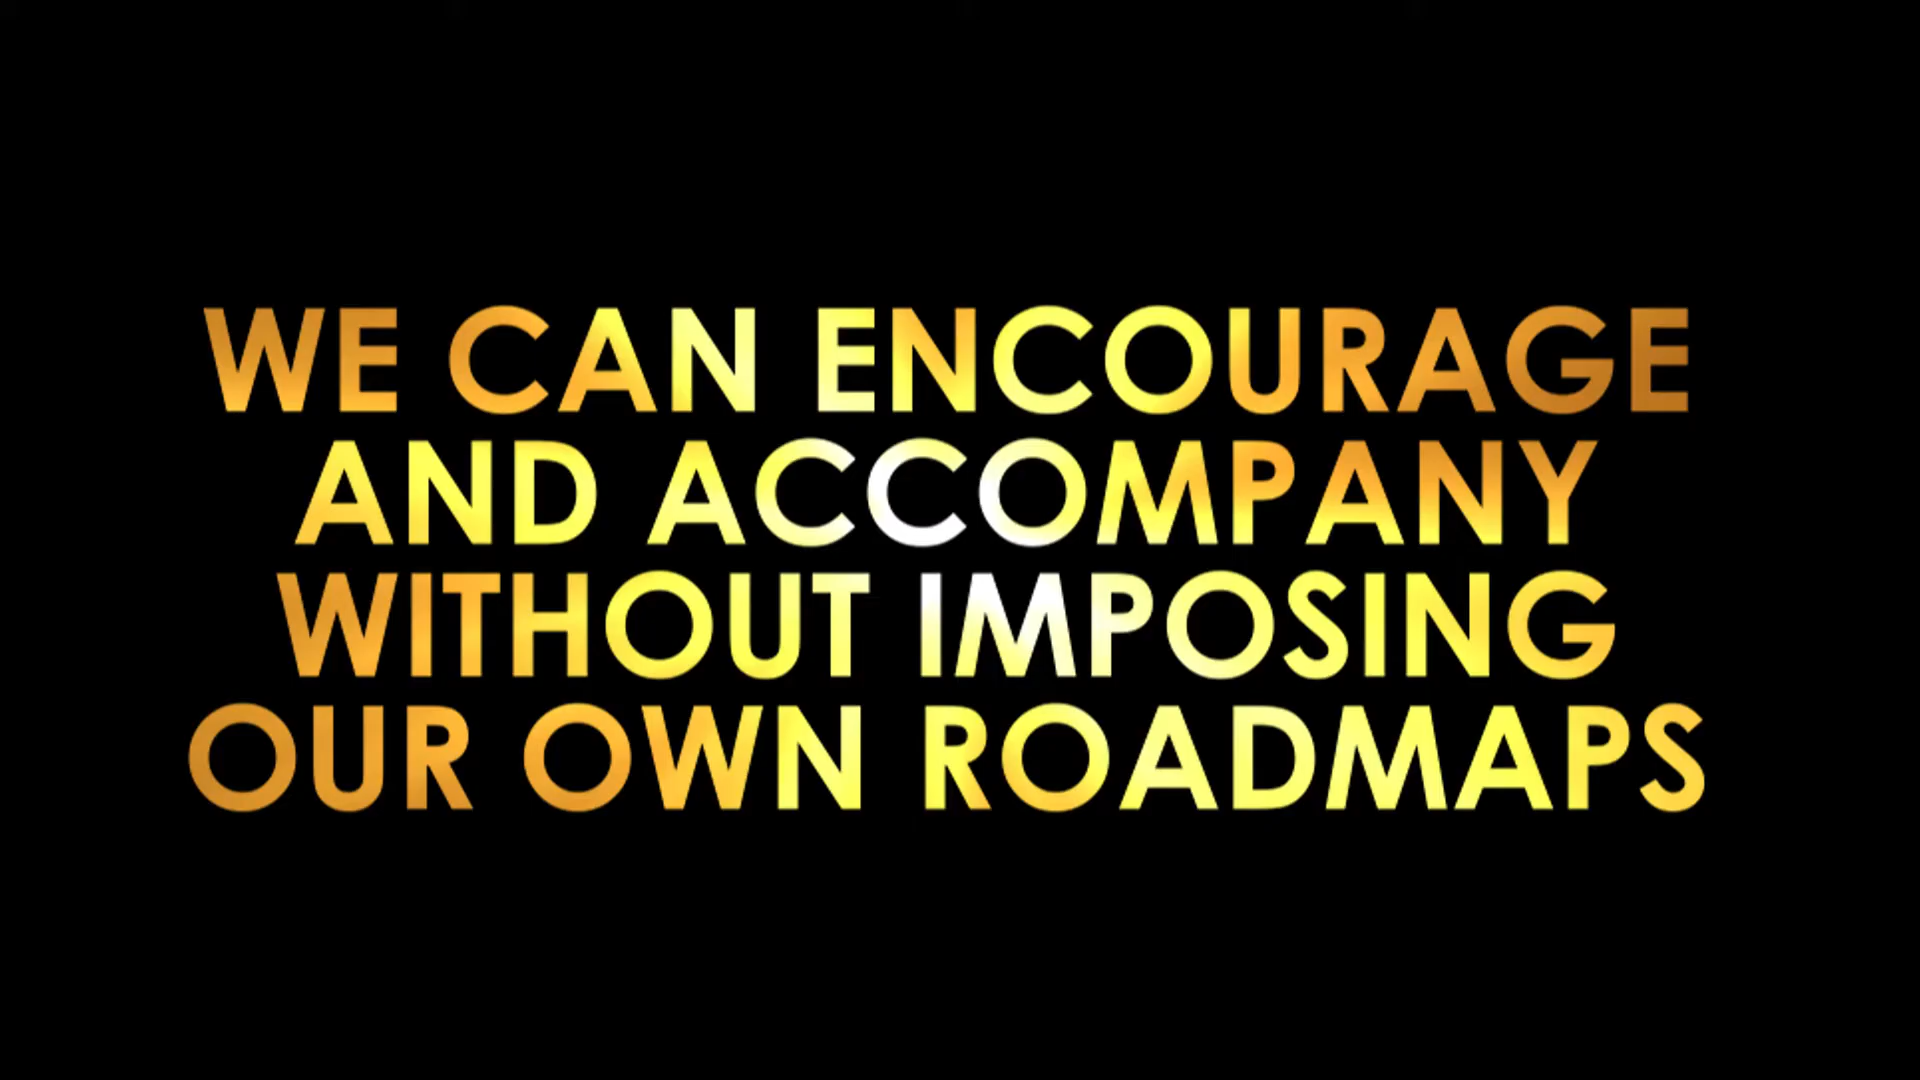 WE CAN ENCOURAGE
AND ACCOMPANY
WITHOUT IMPOSING
OUR OWN ROADMAPS